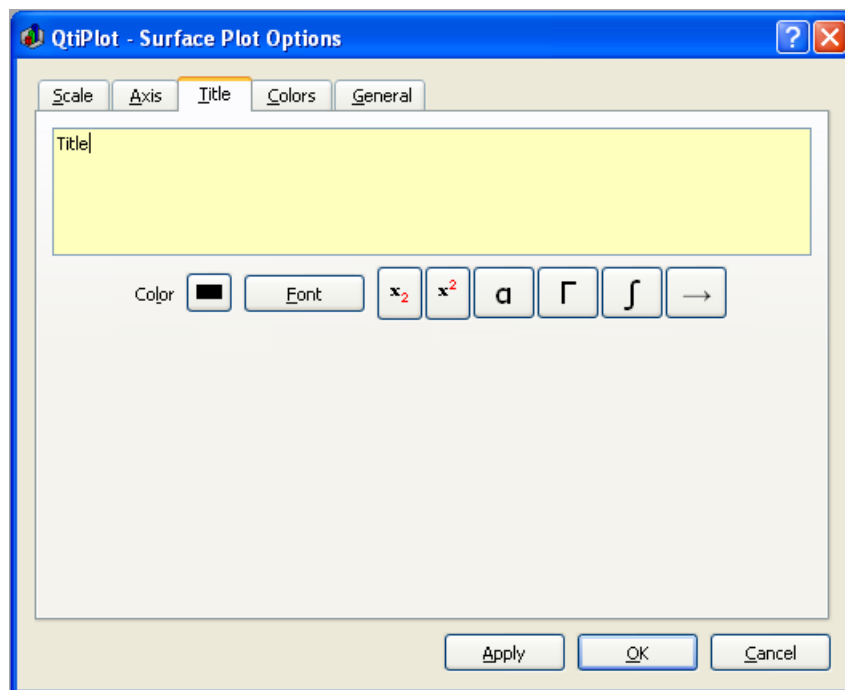 QtiPlot - Surface Plot Options
Scale Axis Title Colors General
Title
Color Font x₂ x² α Γ ∫ →
Apply OK Cancel